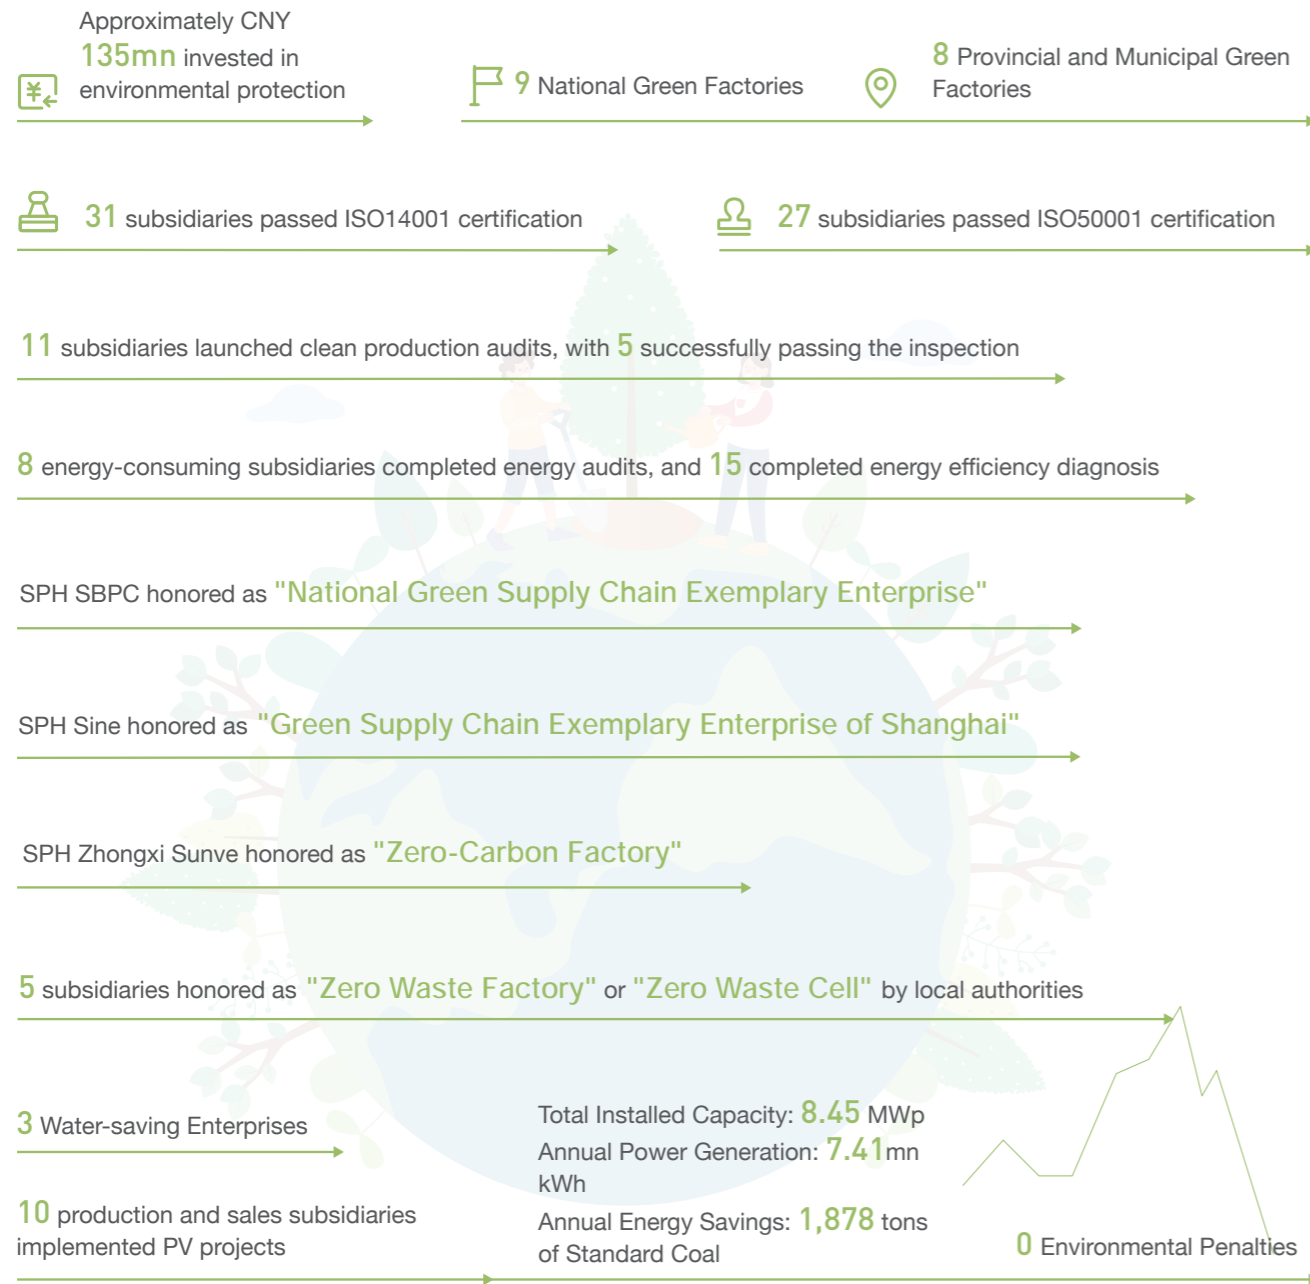 Approximately CNY
135mn invested in
environmental protection
9 National Green Factories
8 Provincial and Municipal Green
Factories
31 subsidiaries passed ISO14001 certification
27 subsidiaries passed ISO50001 certification
11 subsidiaries launched clean production audits, with 5 successfully passing the inspection
8 energy-consuming subsidiaries completed energy audits, and 15 completed energy efficiency diagnosis
SPH SBPC honored as "National Green Supply Chain Exemplary Enterprise"
SPH Sine honored as "Green Supply Chain Exemplary Enterprise of Shanghai"
SPH Zhongxi Sunve honored as "Zero-Carbon Factory"
5 subsidiaries honored as "Zero Waste Factory" or "Zero Waste Cell" by local authorities
3 Water-saving Enterprises
10 production and sales subsidiaries
implemented PV projects
Total Installed Capacity: 8.45 MWp
Annual Power Generation: 7.41mn
kWh
Annual Energy Savings: 1,878 tons
of Standard Coal
0 Environmental Penalties